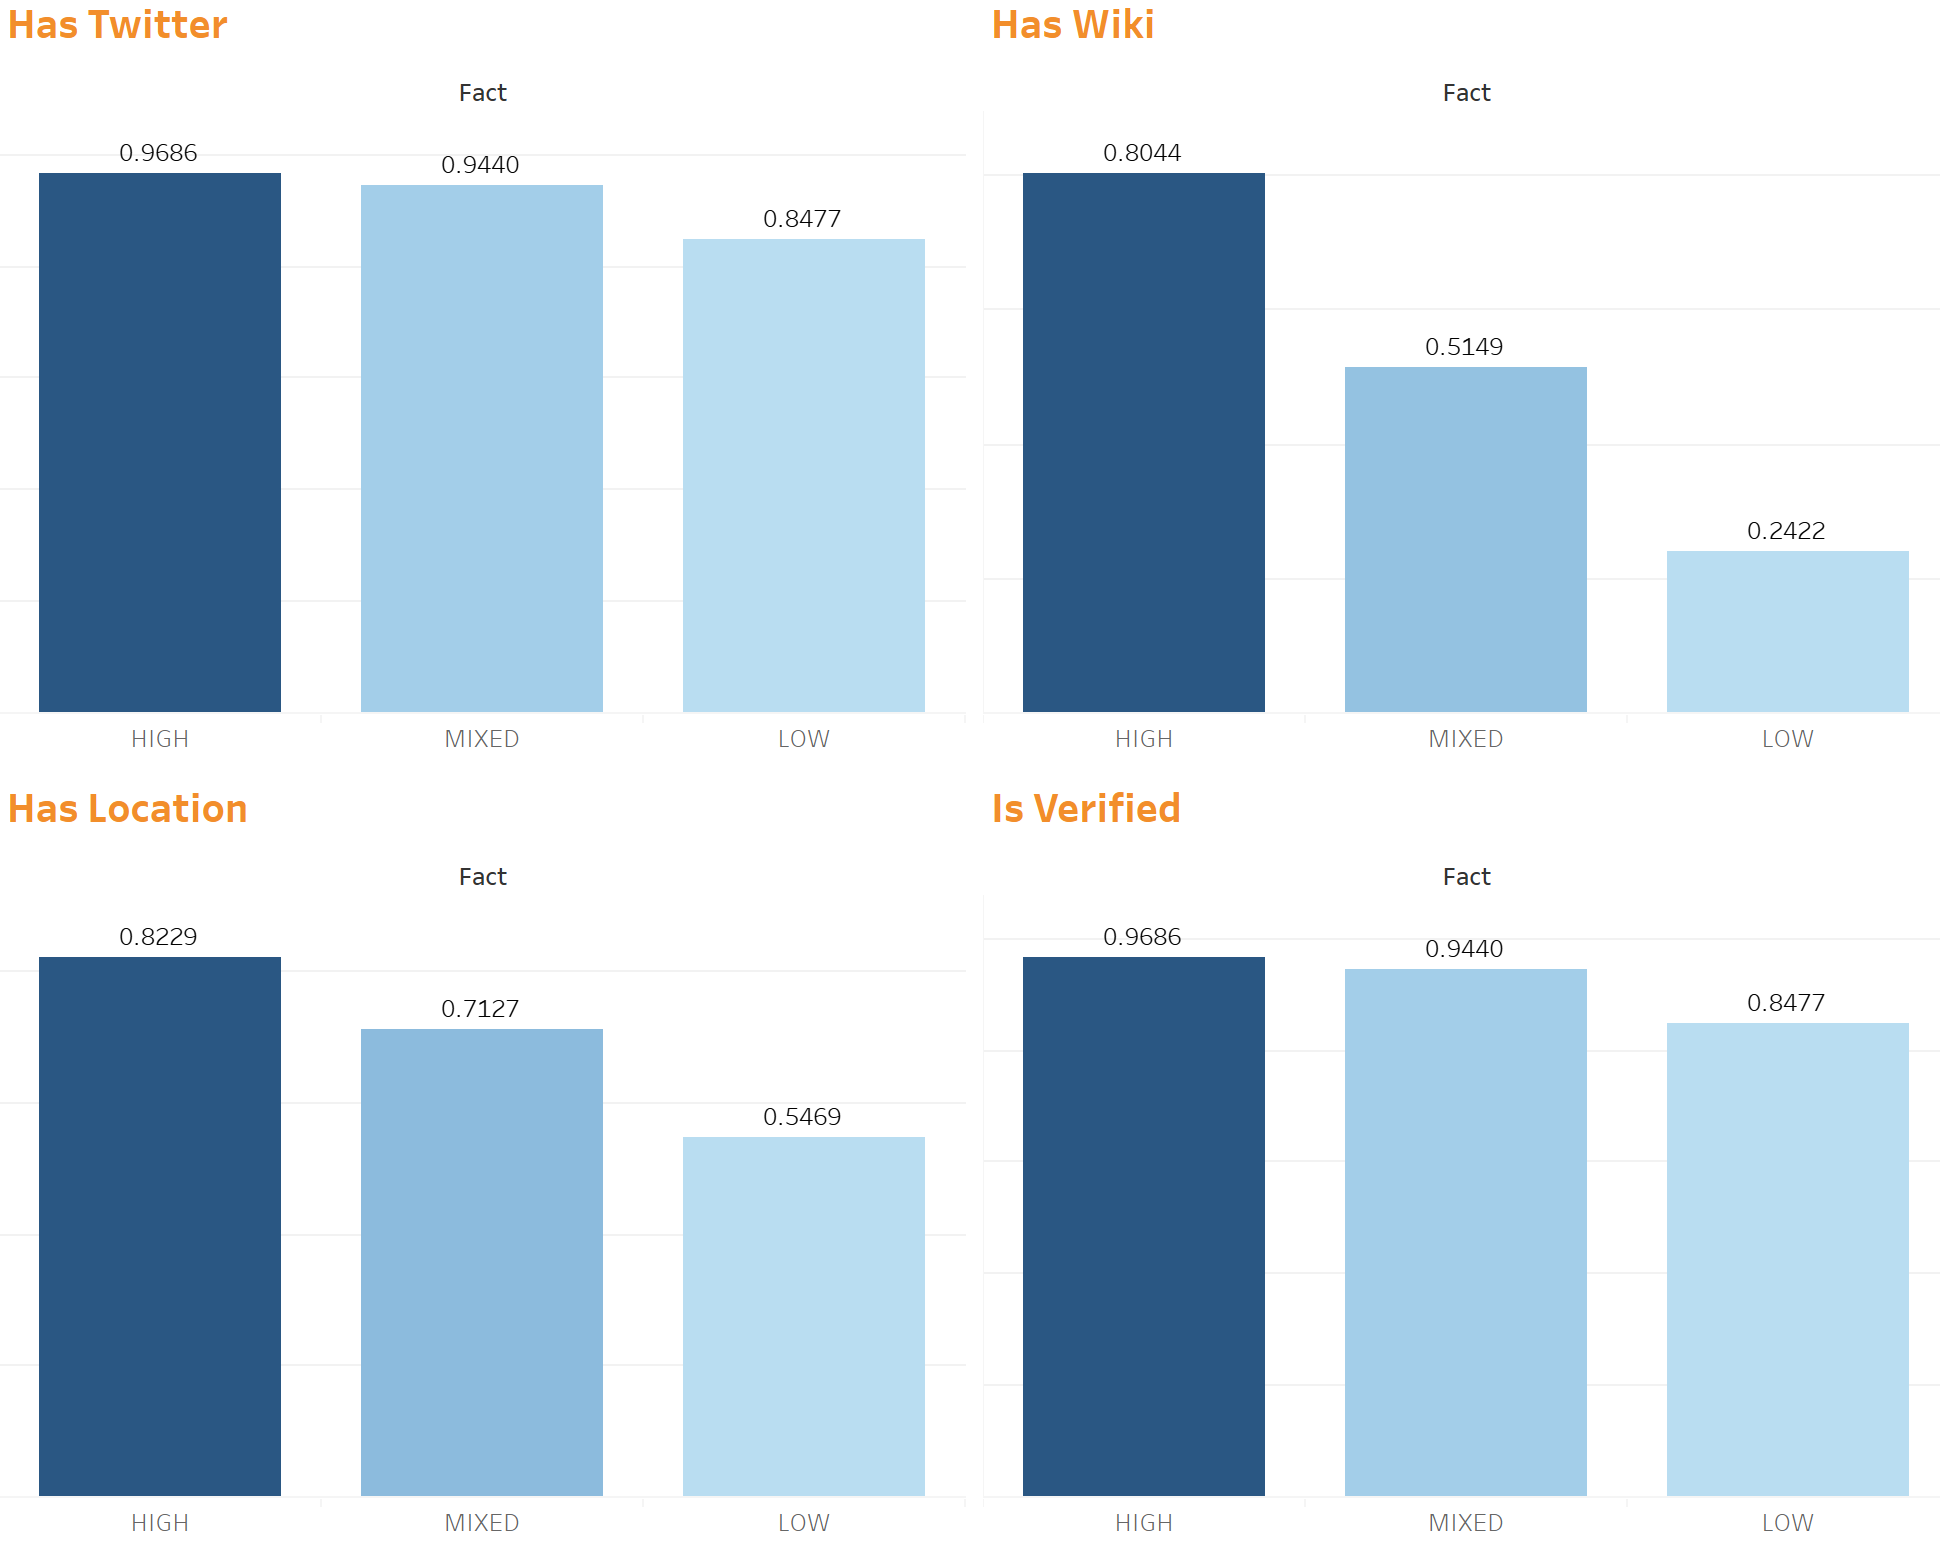 Has Twitter
Fact
0.9686
0.9440
0.8477
HIGH MIXED LOW
Has Wiki
Fact
0.8044
0.5149
0.2422
HIGH MIXED LOW
Has Location
Fact
0.8229
0.7127
0.5469
HIGH MIXED LOW
Is Verified
Fact
0.9686
0.9440
0.8477
HIGH MIXED LOW